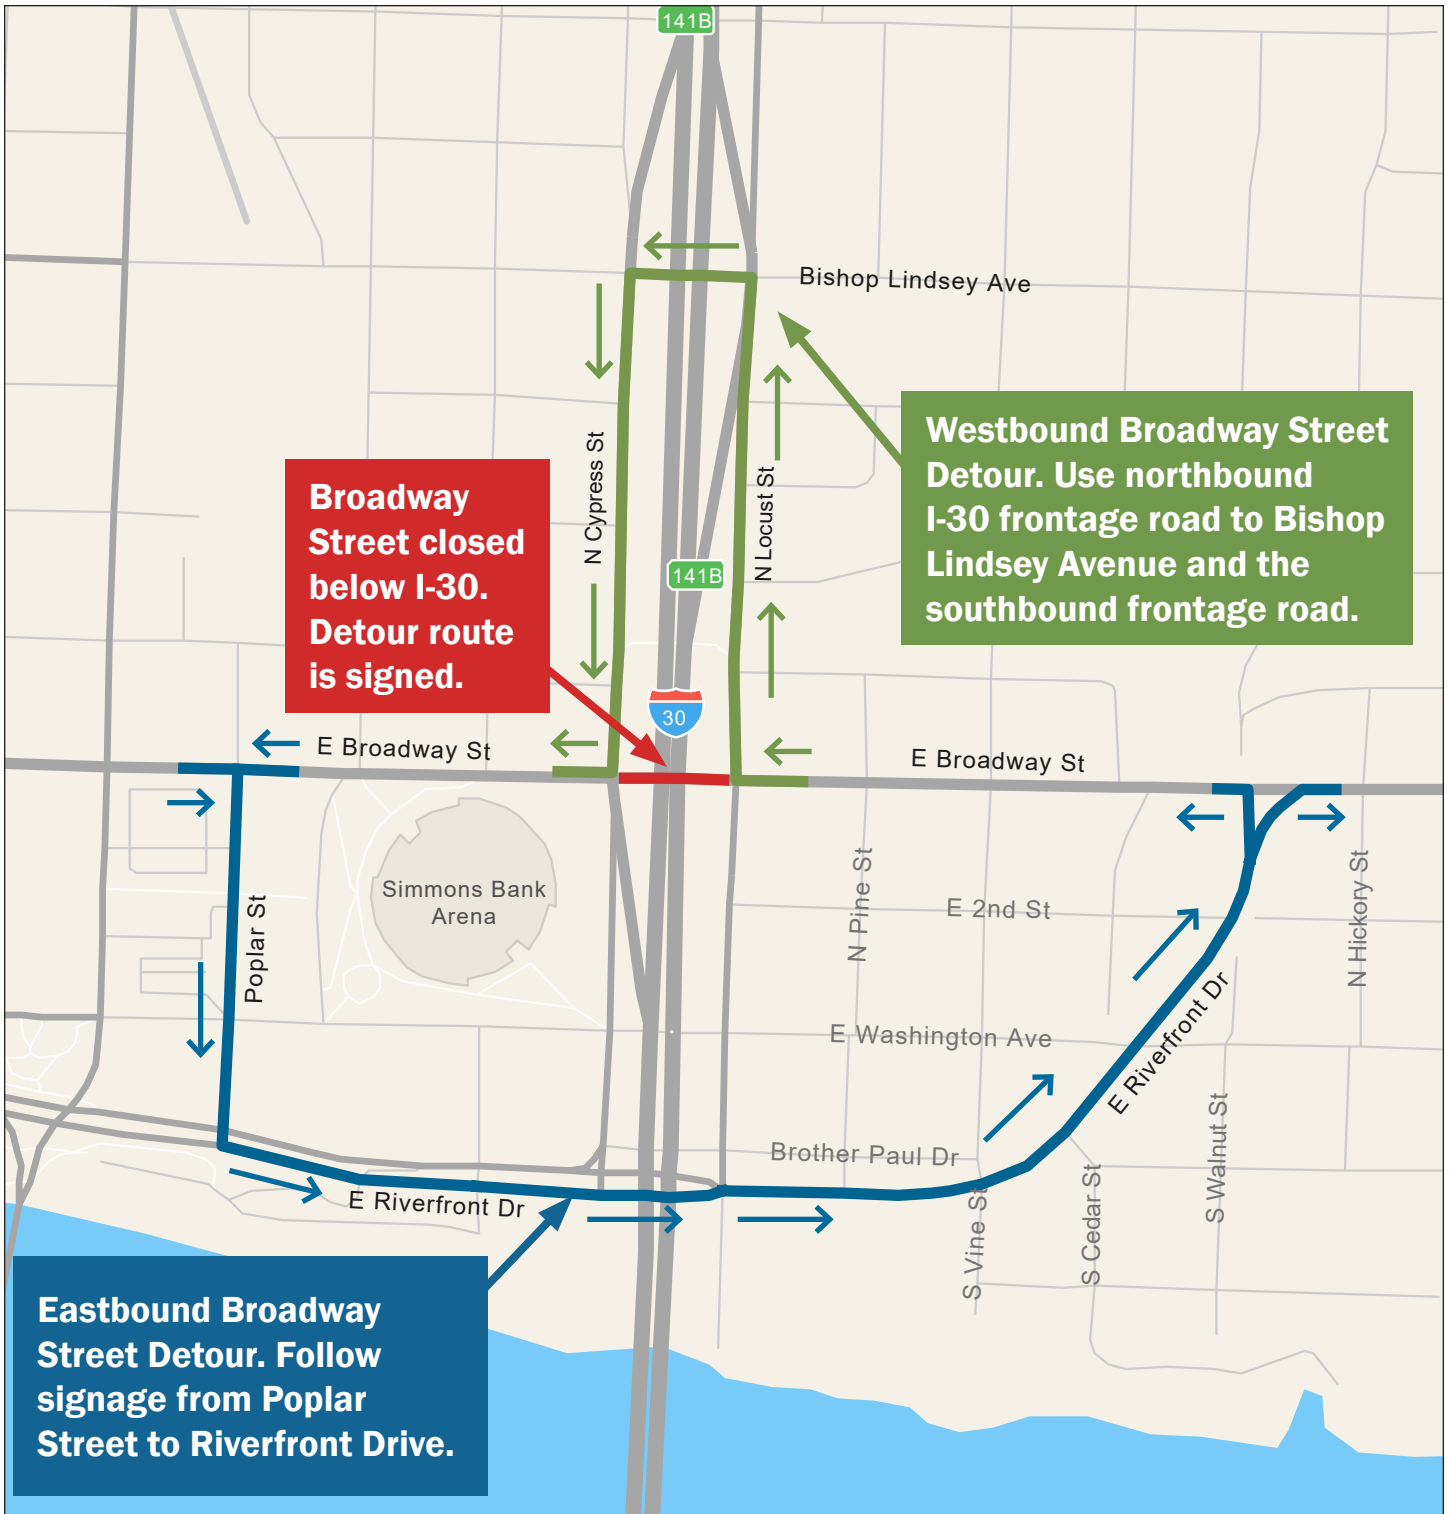 141B
Bishop Lindsey Ave
Westbound Broadway Street
Detour. Use northbound
I-30 frontage road to Bishop
Lindsey Avenue and the
southbound frontage road.
N Cypress St
N Locust St
Broadway
Street closed
below I-30.
Detour route
is signed.
141B
30
E Broadway St
E Broadway St
Simmons Bank
Arena
Poplar St
N Pine St
E 2nd St
N Hickory St
E Washington Ave
E Riverfront Dr
Brother Paul Dr
S Walnut St
S Cedar St
S Vine St
E Riverfront Dr
Eastbound Broadway
Street Detour. Follow
signage from Poplar
Street to Riverfront Drive.